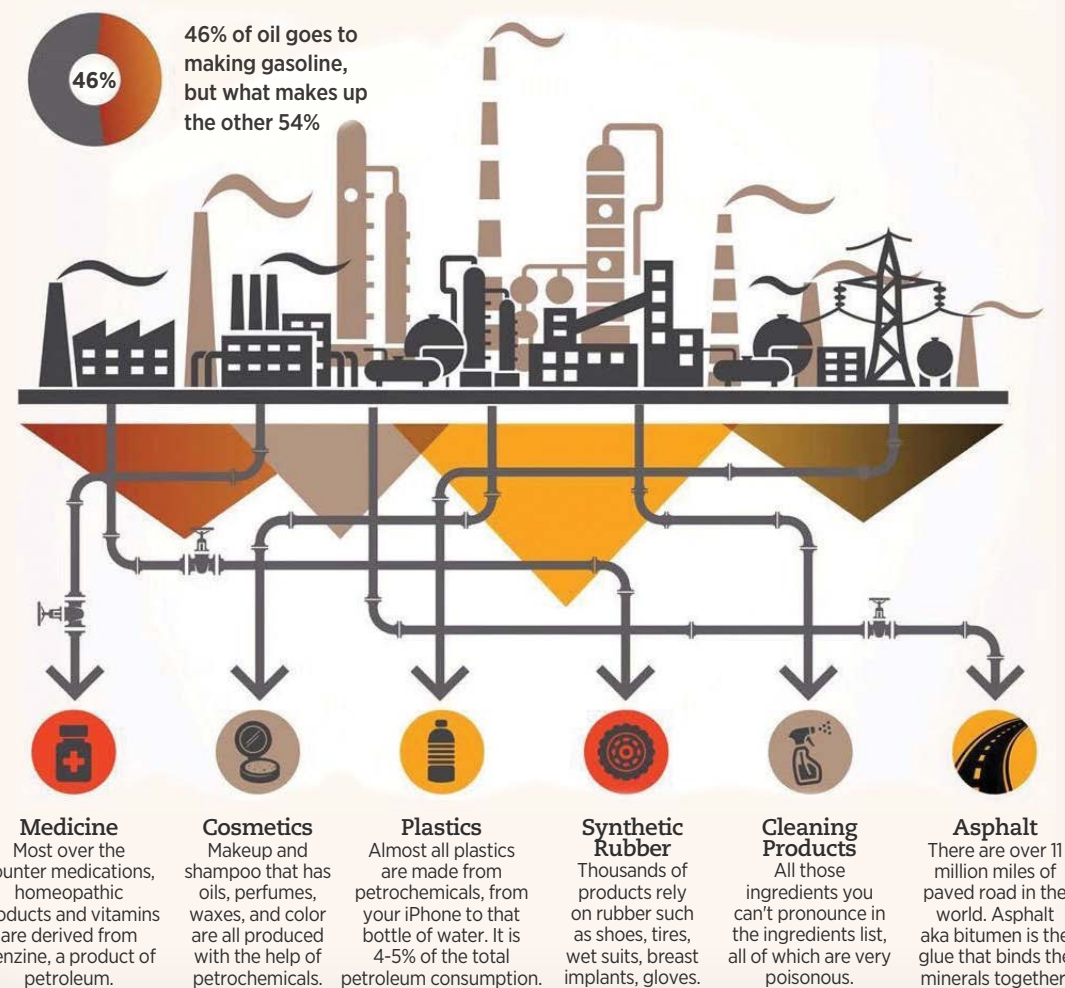 46%
46% of oil goes to
making gasoline,
but what makes up
the other 54%
Medicine
Most over the
ounter medications,
homeopathic
oducts and vitamins
are derived from
enzine, a product of
petroleum.
Cosmetics
Makeup and
shampoo that has
oils, perfumes,
waxes, and color
are all produced
with the help of
petrochemicals.
Plastics
Almost all plastics
are made from
petrochemicals, from
your iPhone to that
bottle of water. It is
4-5% of the total
petroleum consumption.
Synthetic
Rubber
Thousands of
products rely
on rubber such
as shoes, tires,
wet suits, breast
implants, gloves.
Cleaning
Products
All those
ingredients you
can't pronounce in
the ingredients list,
all of which are very
poisonous.
Asphalt
There are over 11
million miles of
paved road in the
world. Asphalt
aka bitumen is the
glue that binds the
minerals together